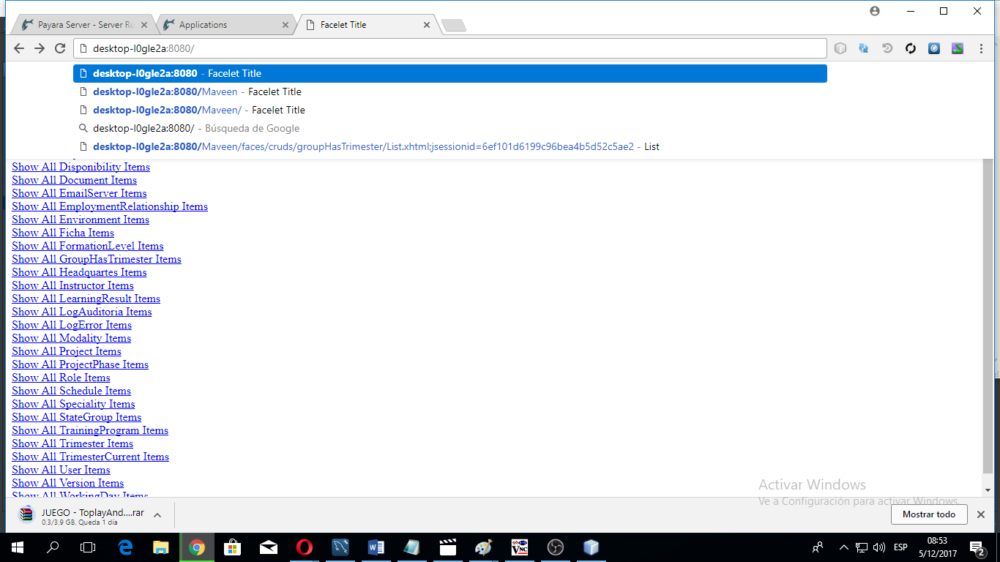 Payara Server - Server Ru
Applications
Facelet Title
desktop-l0gle2a:8080/
desktop-l0gle2a:8080 - Facelet Title
desktop-l0gle2a:8080/Maveen - Facelet Title
desktop-l0gle2a:8080/Maveen/ - Facelet Title
desktop-l0gle2a:8080/ - Búsqueda de Google
desktop-l0gle2a:8080/Maveen/faces/cruds/groupHasTrimester/List.xhtml;jsessionid=6ef101d6199c96bea4b5d52c5ae2 - List
Show All Disponibility Items
Show All Document Items
Show All EmailServer Items
Show All EmploymentRelationship Items
Show All Environment Items
Show All Ficha Items
Show All FormationLevel Items
Show All GroupHasTrimester Items
Show All Headquartes Items
Show All Instructor Items
Show All LearningResult Items
Show All LogAuditoria Items
Show All LogError Items
Show All Modality Items
Show All Project Items
Show All ProjectPhase Items
Show All Role Items
Show All Schedule Items
Show All Speciality Items
Show All StateGroup Items
Show All TrainingProgram Items
Show All Trimester Items
Show All TrimesterCurrent Items
Show All User Items
Show All Version Items
Show All WorkingDay Items
Activar Windows
Ve a Configuración para activar Windows.
JUEGO - ToplayAnd....rar
0.3/3.9 GB, Queda 1 día
Mostrar todo
W
VNC
ESP
08:53
5/12/2017
2